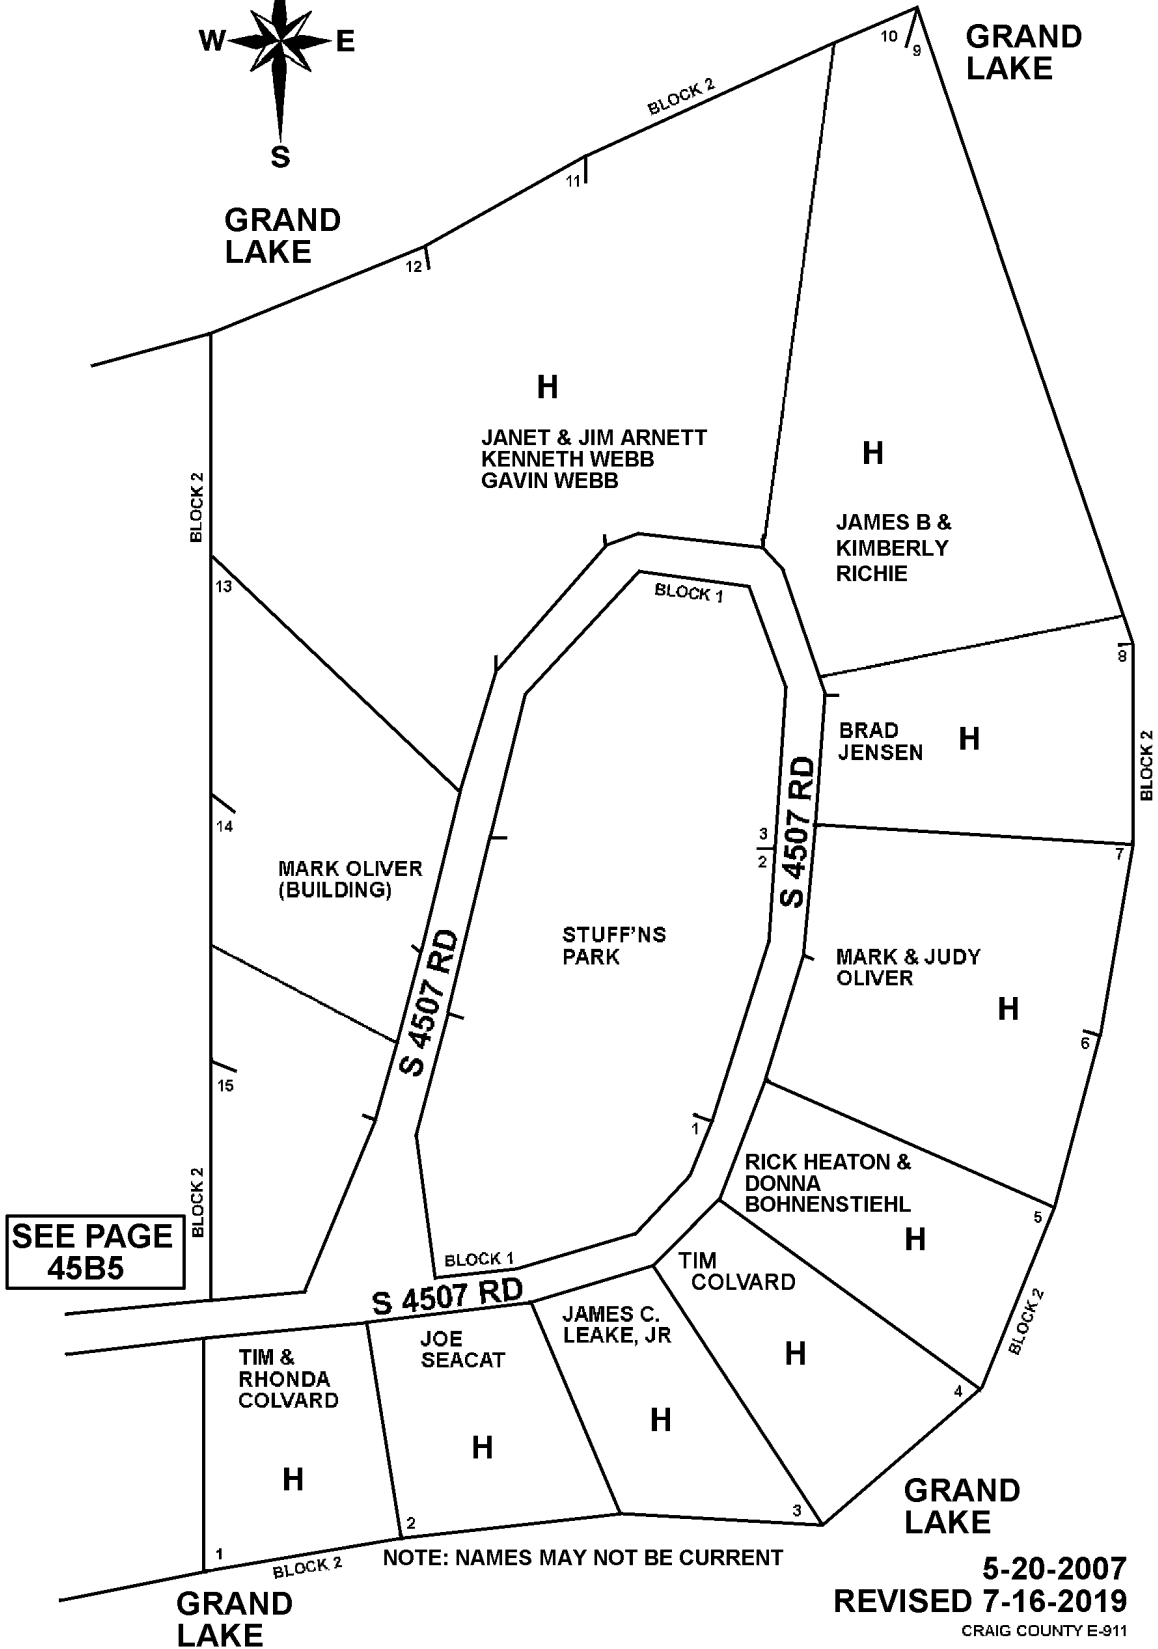 W
E
S
GRAND
LAKE
GRAND
LAKE
BLOCK 2
10
9
11
12
H
JANET & JIM ARNETT
KENNETH WEBB
GAVIN WEBB
H
JAMES B &
KIMBERLY
RICHIE
BLOCK 2
13
BLOCK 1
8
BRAD
JENSEN
H
BLOCK 2
S 4507 RD
3
2
7
14
MARK OLIVER
(BUILDING)
STUFF'NS
PARK
MARK & JUDY
OLIVER
H
S 4507 RD
6
15
1
BLOCK 2
RICK HEATON &
DONNA
BOHNENSTIEHL
H
5
SEE PAGE
45B5
BLOCK 1
S 4507 RD
TIM
COLVARD
H
BLOCK 2
4
JAMES C.
LEAKE, JR
H
JOE
SEACAT
H
TIM &
RHONDA
COLVARD
H
1
2
3
BLOCK 2
NOTE: NAMES MAY NOT BE CURRENT
GRAND
LAKE
GRAND
LAKE
5-20-2007
REVISED 7-16-2019
CRAIG COUNTY E-911